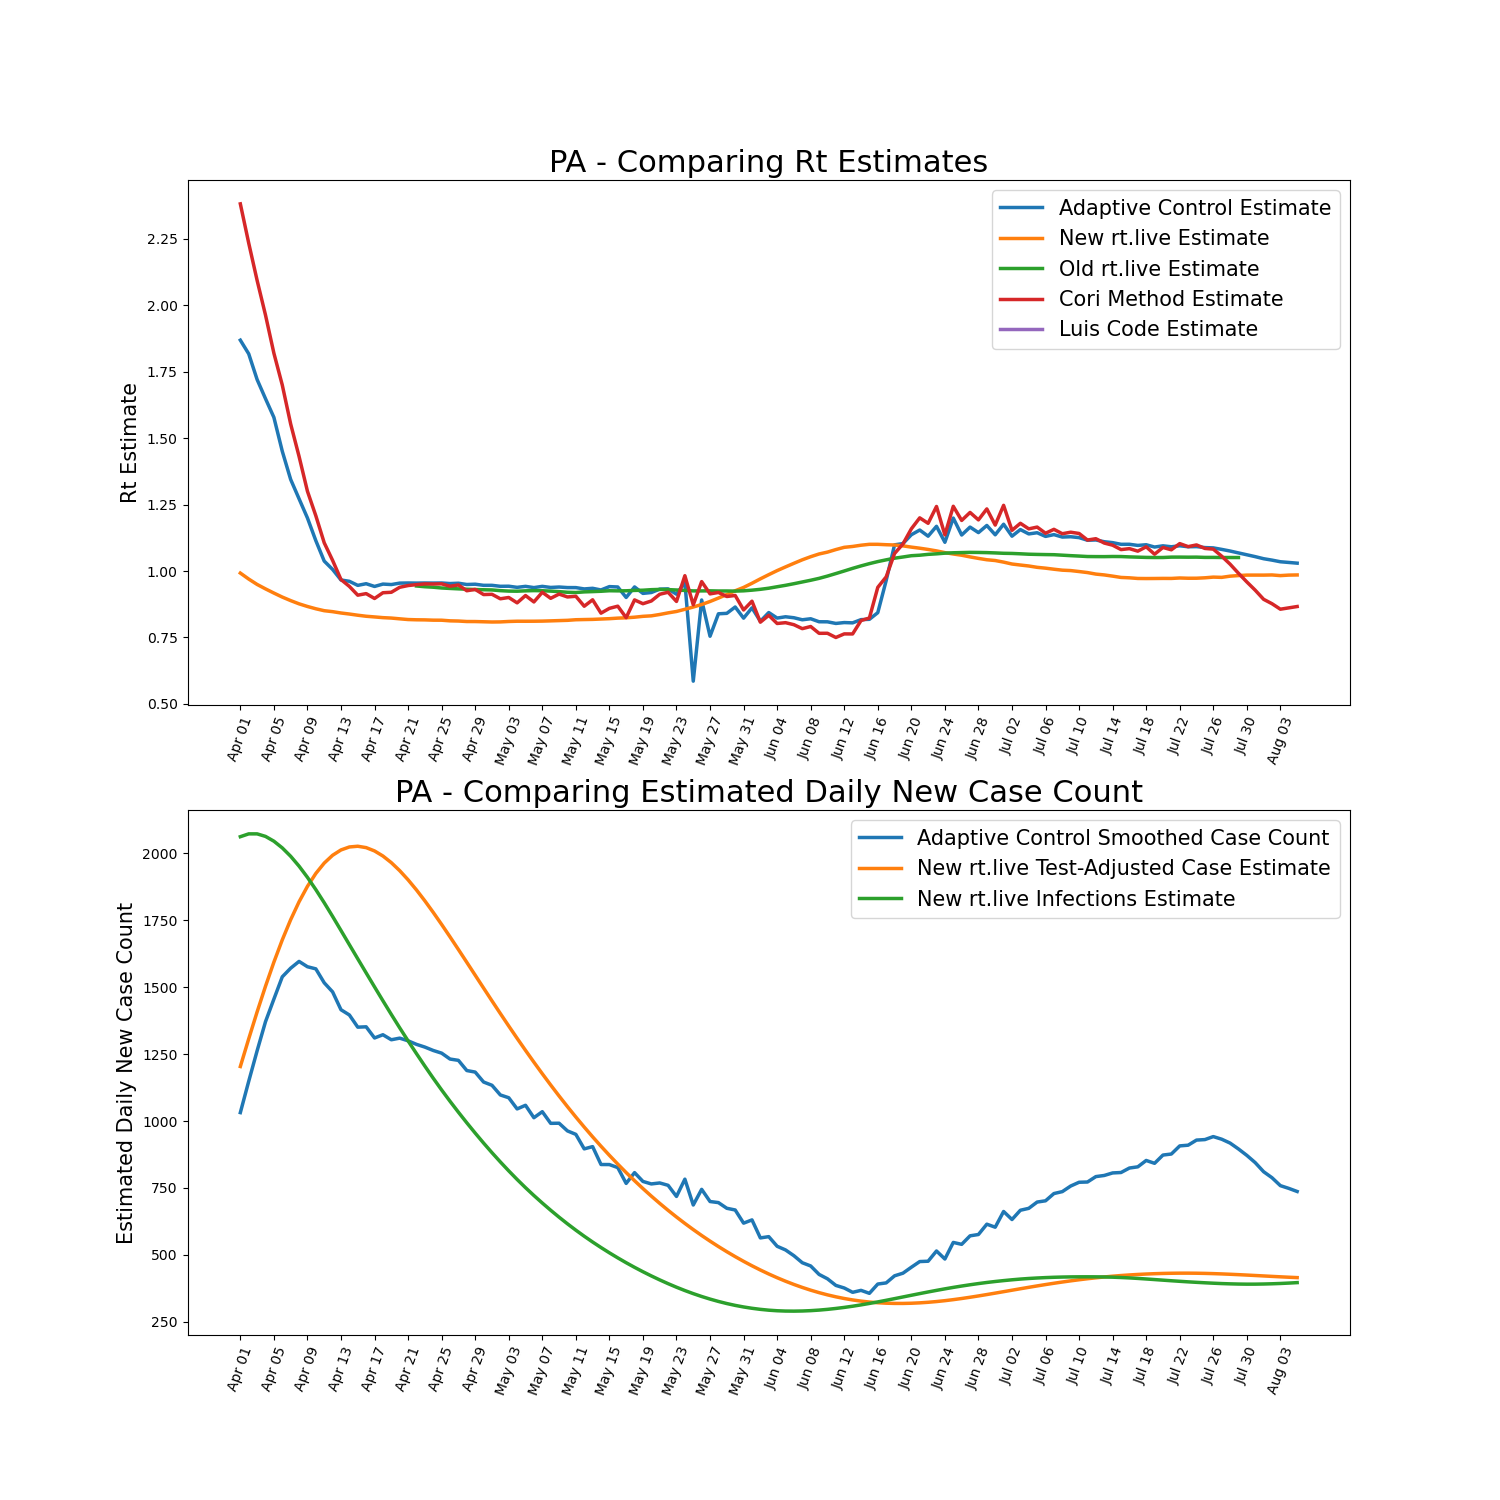 PA - Comparing Rt Estimates
Rt Estimate
2.25
2.00
1.75
1.50
1.25
1.00
0.75
0.50
Adaptive Control Estimate
New rt.live Estimate
Old rt.live Estimate
Cori Method Estimate
Luis Code Estimate
Apr 01 Apr 05 Apr 09 Apr 13 Apr 17 Apr 21 Apr 25 Apr 29 May 03 May 07 May 11 May 15 May 19 May 23 May 27 May 31 Jun 04 Jun 08 Jun 12 Jun 16 Jun 20 Jun 24 Jun 28 Jul 02 Jul 06 Jul 10 Jul 14 Jul 18 Jul 22 Jul 26 Jul 30 Aug 03
PA - Comparing Estimated Daily New Case Count
Estimated Daily New Case Count
2000
1750
1500
1250
1000
750
500
250
Adaptive Control Smoothed Case Count
New rt.live Test-Adjusted Case Estimate
New rt.live Infections Estimate
Apr 01 Apr 05 Apr 09 Apr 13 Apr 17 Apr 21 Apr 25 Apr 29 May 03 May 07 May 11 May 15 May 19 May 23 May 27 May 31 Jun 04 Jun 08 Jun 12 Jun 16 Jun 20 Jun 24 Jun 28 Jul 02 Jul 06 Jul 10 Jul 14 Jul 18 Jul 22 Jul 26 Jul 30 Aug 03